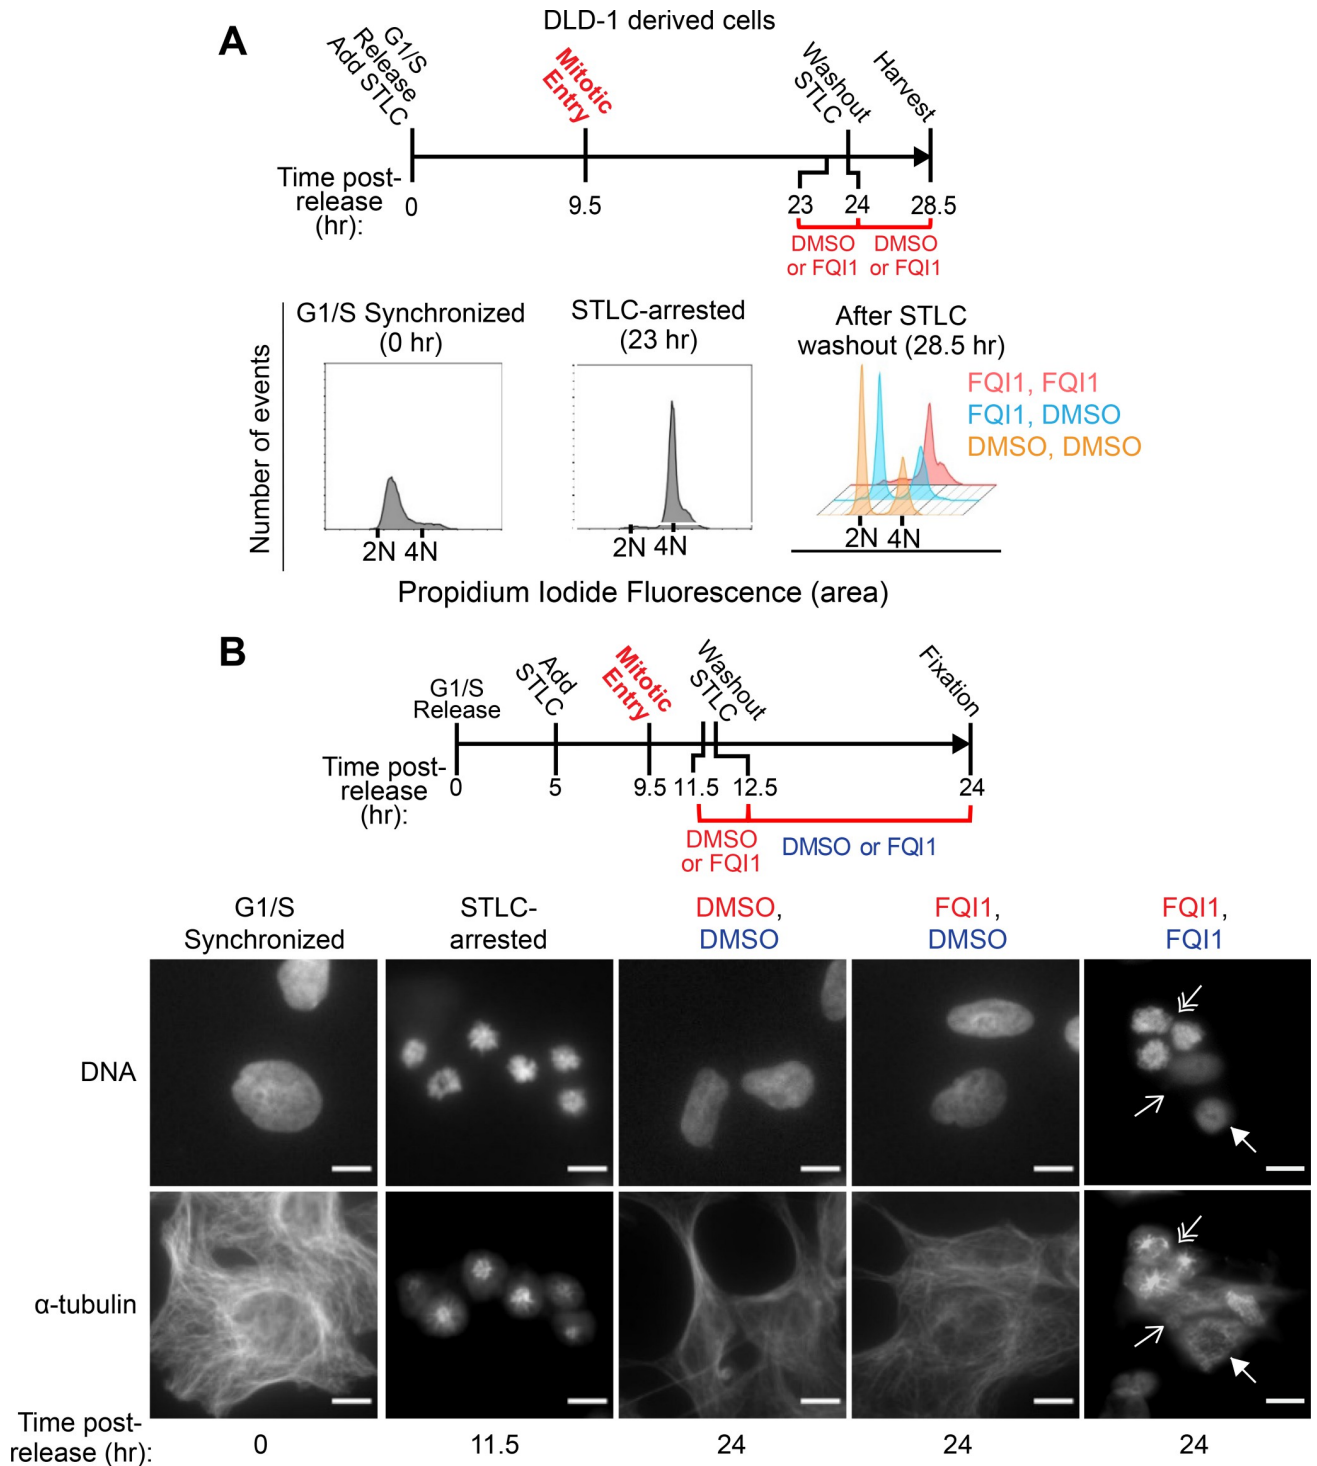 A
DLD-1 derived cells
G1/S
Release
Add STLC
Mitotic
Entry
Washout
STLC
Harvest
Time post-
release
(hr):
0
9.5
23
24
28.5
DMSO
or FQI1
DMSO
or FQI1
Number of events
G1/S Synchronized
(0 hr)
2N 4N
STLC-arrested
(23 hr)
2N 4N
After STLC
washout (28.5 hr)
FQI1, FQI1
FQI1, DMSO
DMSO, DMSO
2N 4N
Propidium Iodide Fluorescence (area)
B
G1/S
Release
Add
STLC
Mitotic
Entry
Washout
STLC
Fixation
Time post-
release
(hr):
0
5
9.5
11.5
12.5
24
DMSO
or FQI1
DMSO or FQI1
G1/S
Synchronized
STLC-
arrested
DMSO,
DMSO
FQI1,
DMSO
FQI1,
FQI1
DNA
α-tubulin
Time post-
release (hr):
0
11.5
24
24
24